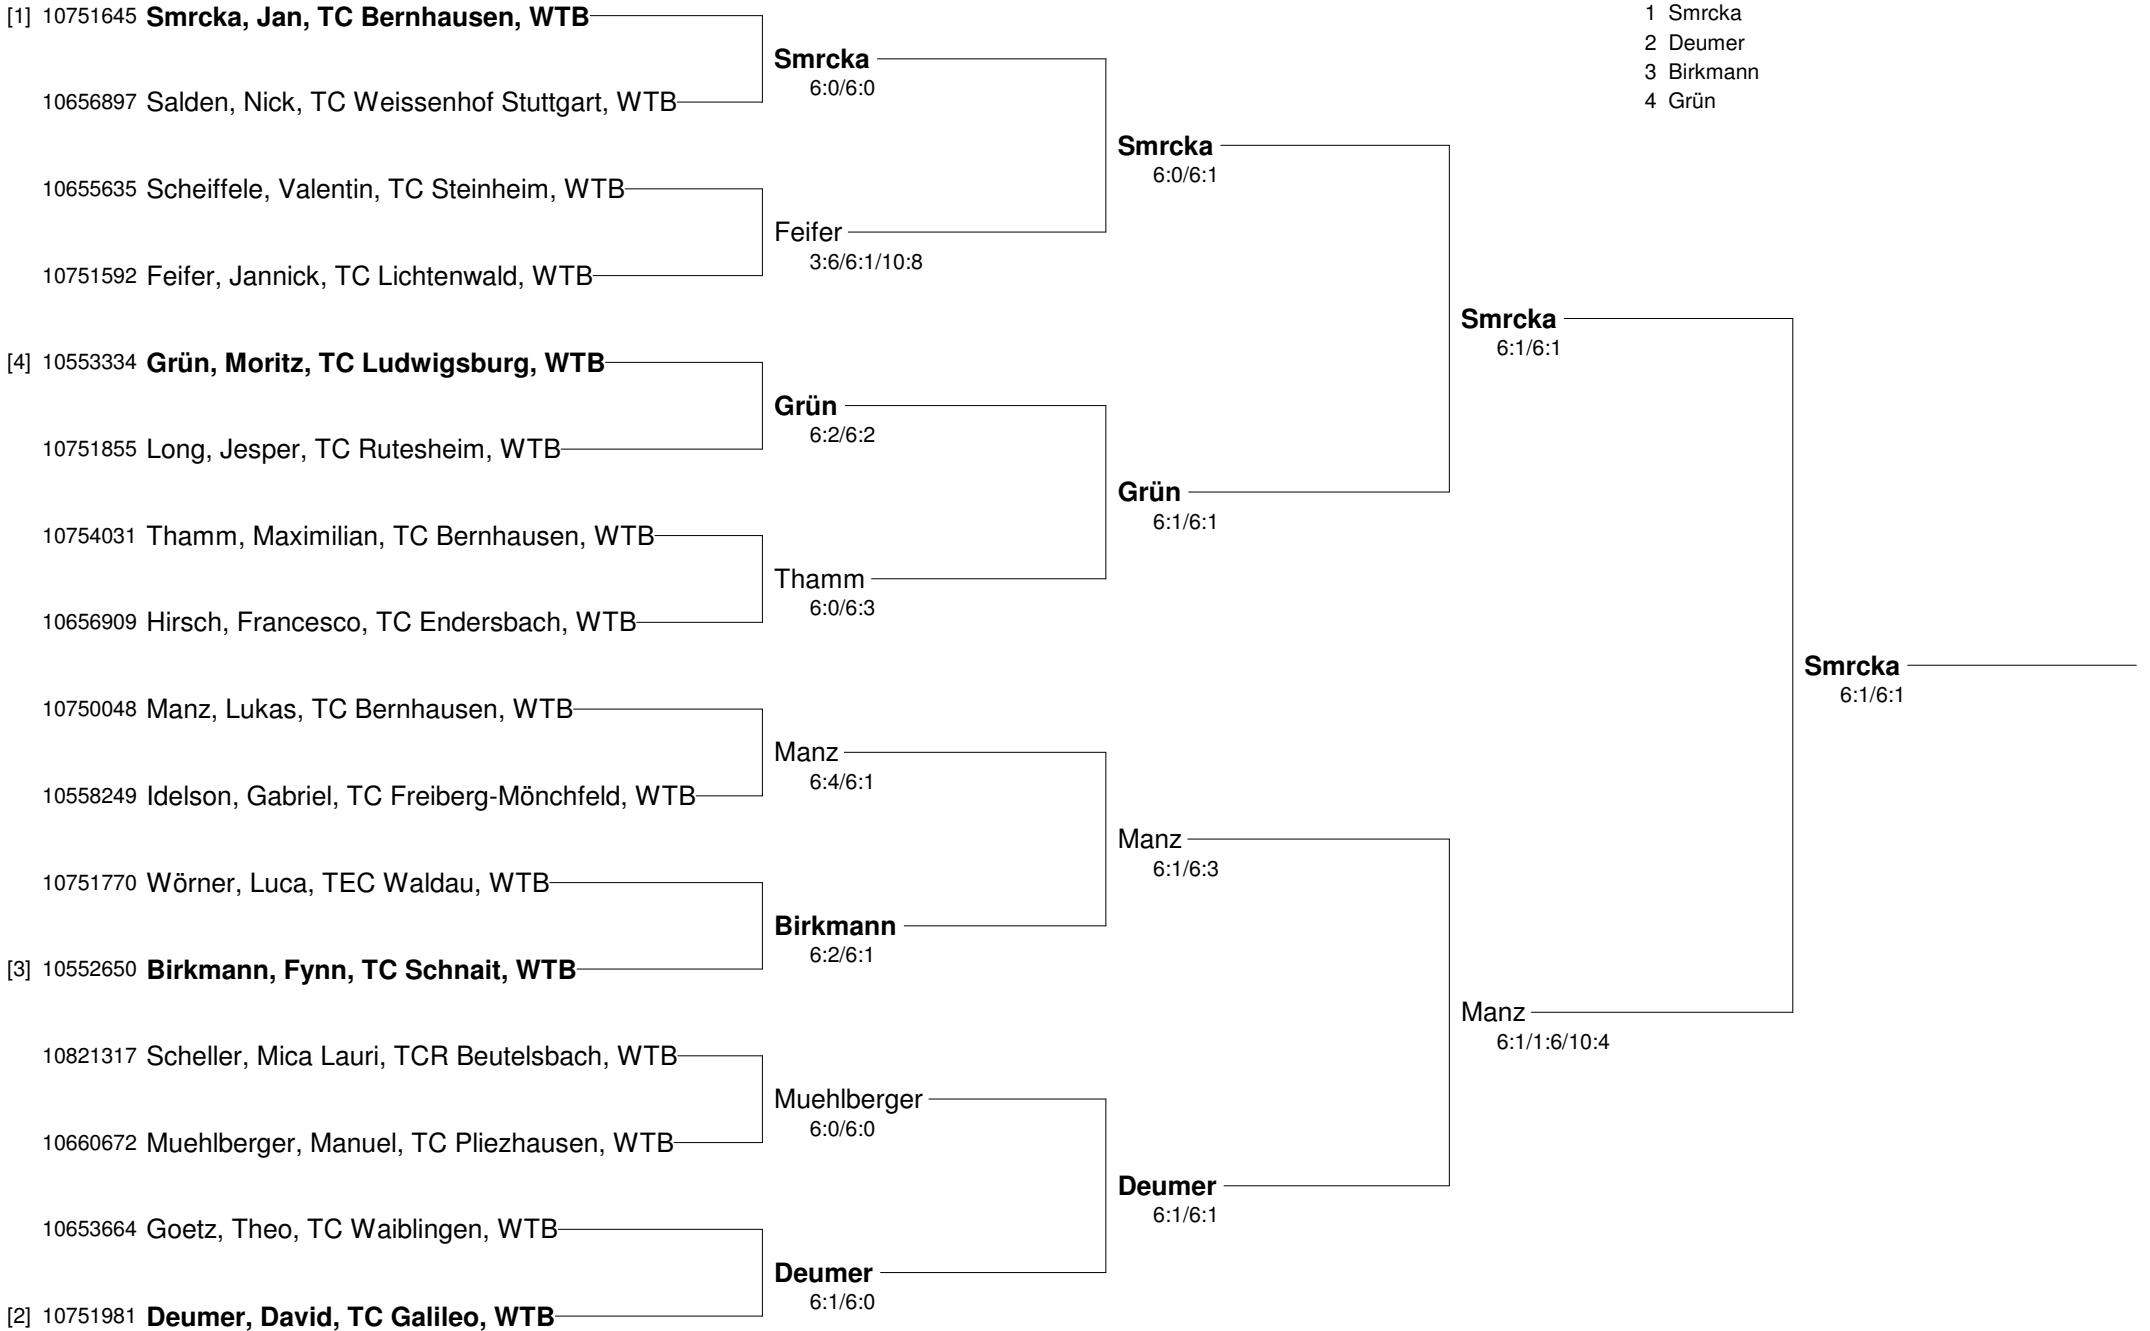 [1] 10751645 Smrcka, Jan, TC Bernhausen, WTB
10656897 Salden, Nick, TC Weissenhof Stuttgart, WTB
10655635 Scheiffele, Valentin, TC Steinheim, WTB
10751592 Feifer, Jannick, TC Lichtenwald, WTB
[4] 10553334 Grün, Moritz, TC Ludwigsburg, WTB
10751855 Long, Jesper, TC Rutesheim, WTB
10754031 Thamm, Maximilian, TC Bernhausen, WTB
10656909 Hirsch, Francesco, TC Endersbach, WTB
10750048 Manz, Lukas, TC Bernhausen, WTB
10558249 Idelson, Gabriel, TC Freiberg-Mönchfeld, WTB
10751770 Wörner, Luca, TEC Waldau, WTB
[3] 10552650 Birkmann, Fynn, TC Schnait, WTB
10821317 Scheller, Mica Lauri, TCR Beutelsbach, WTB
10660672 Muehlberger, Manuel, TC Pliezhausen, WTB
10653664 Goetz, Theo, TC Waiblingen, WTB
[2] 10751981 Deumer, David, TC Galileo, WTB
Smrcka
6:0/6:0
Feifer
3:6/6:1/10:8
Grün
6:2/6:2
Thamm
6:0/6:3
Manz
6:4/6:1
Birkmann
6:2/6:1
Muehlberger
6:0/6:0
Deumer
6:1/6:0
Smrcka
6:0/6:1
Grün
6:1/6:1
Manz
6:1/6:3
Deumer
6:1/6:1
Smrcka
6:1/6:1
Manz
6:1/1:6/10:4
Smrcka
6:1/6:1
1 Smrcka
2 Deumer
3 Birkmann
4 Grün